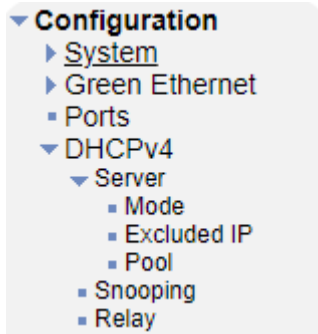 Configuration
System
Green Ethernet
Ports
DHCPv4
Server
Mode
Excluded IP
Pool
Snooping
Relay